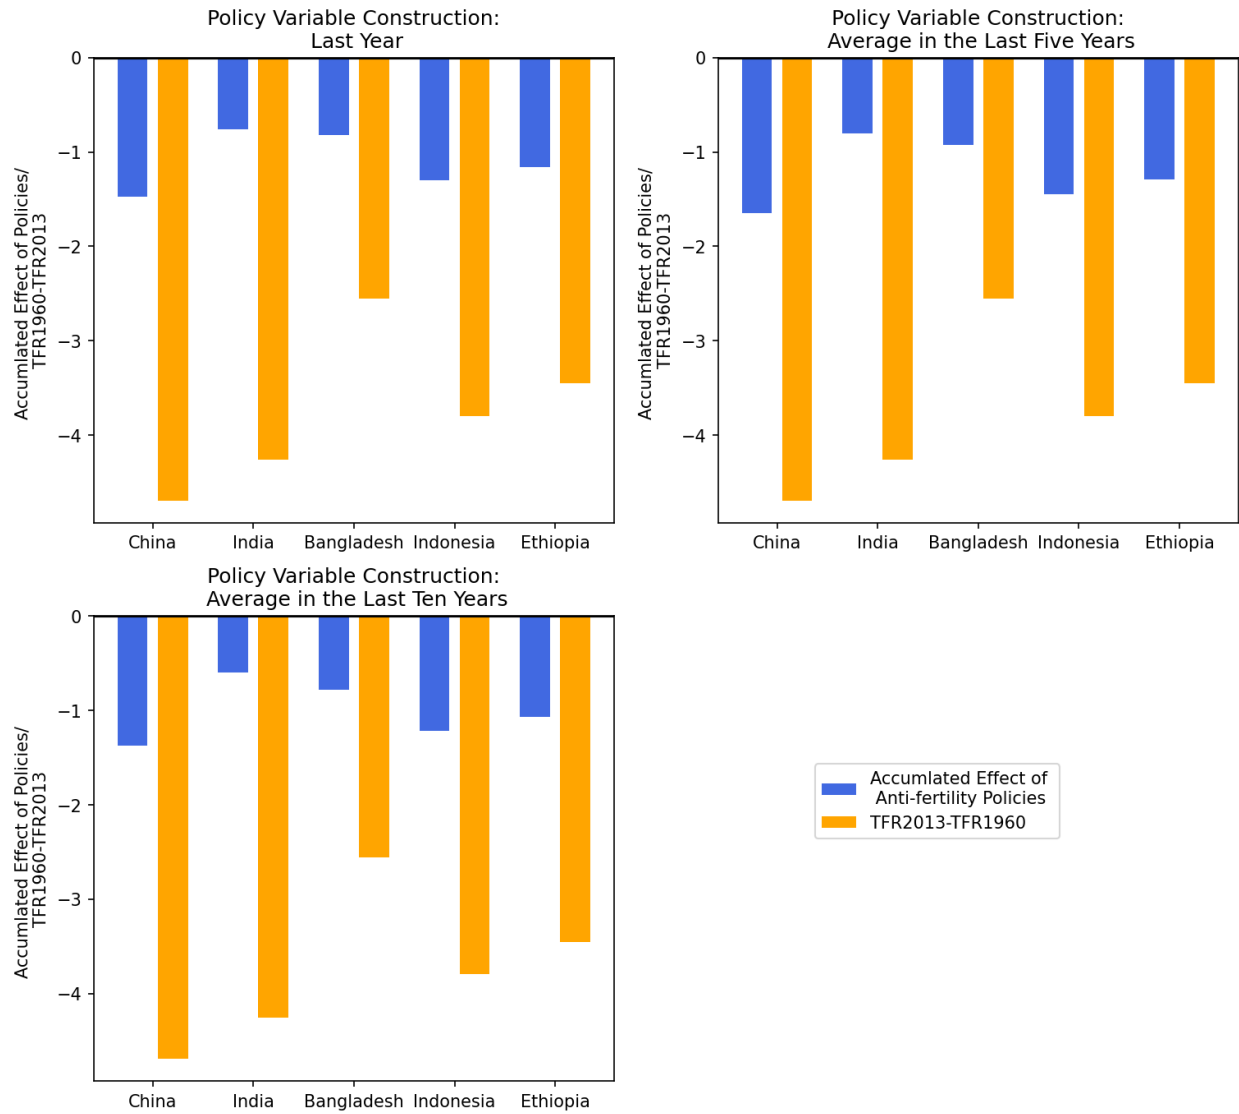 Policy Variable Construction:
Last Year
Accumlated Effect of Policies/
TFR1960-TFR2013
0
−1
−2
−3
−4
China India Bangladesh Indonesia Ethiopia
Policy Variable Construction:
Average in the Last Five Years
Accumlated Effect of Policies/
TFR1960-TFR2013
0
−1
−2
−3
−4
China India Bangladesh Indonesia Ethiopia
Policy Variable Construction:
Average in the Last Ten Years
Accumlated Effect of Policies/
TFR1960-TFR2013
0
−1
−2
−3
−4
China India Bangladesh Indonesia Ethiopia
Accumlated Effect of
Anti-fertility Policies
TFR2013-TFR1960